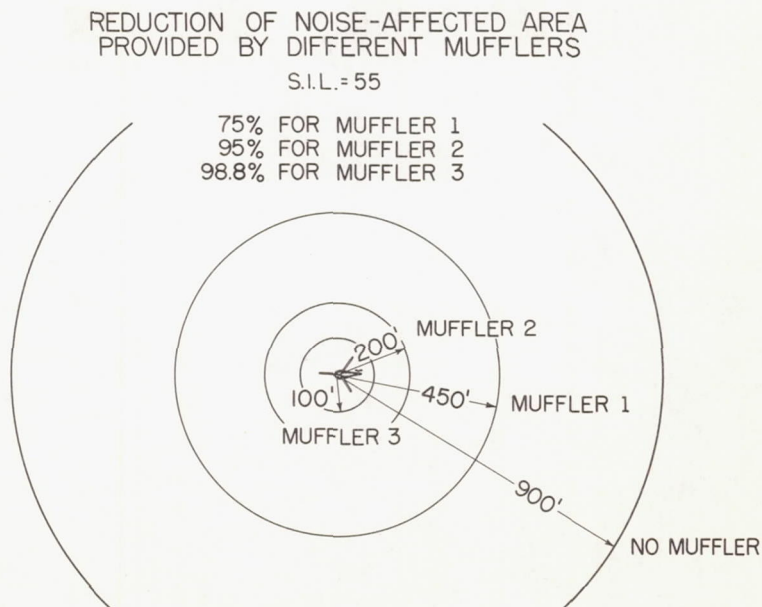 REDUCTION OF NOISE-AFFECTED AREA
PROVIDED BY DIFFERENT MUFFLERS
S.I.L.= 55
75% FOR MUFFLER 1
95% FOR MUFFLER 2
98.8% FOR MUFFLER 3
MUFFLER 2
200'
100'
450'
MUFFLER 1
MUFFLER 3
900'
NO MUFFLER